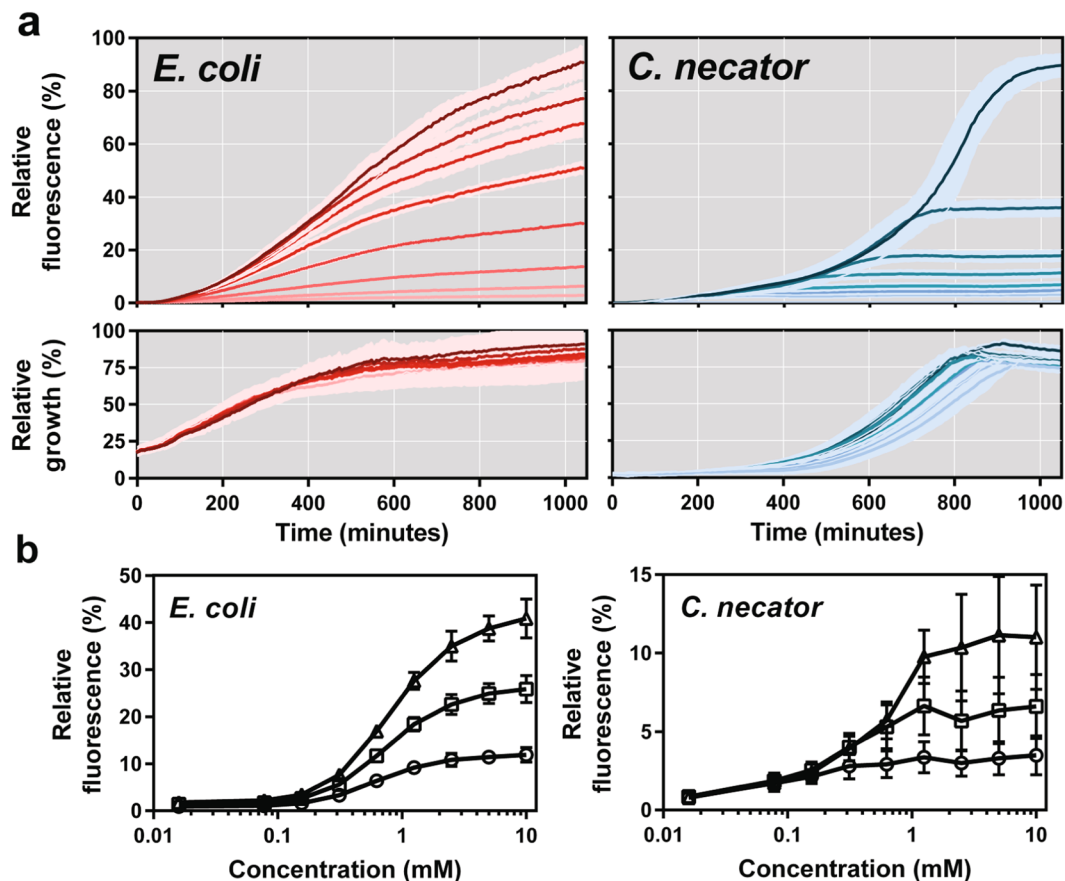 a
E. coli
C. necator
Relative
fluorescence (%)
100
80
60
40
20
0
Relative
growth (%)
100
75
50
25
0
0 200 400 600 800 1000
0 200 400 600 800 1000
Time (minutes)
Time (minutes)
b
E. coli
Relative
fluorescence (%)
50
40
30
20
10
0
0.01 0.1 1 10
Concentration (mM)
C. necator
Relative
fluorescence (%)
15
10
5
0
0.01 0.1 1 10
Concentration (mM)